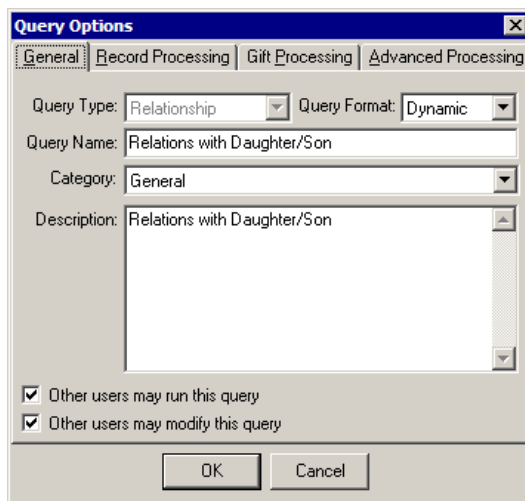 Query Options
General Record Processing Gift Processing Advanced Processing
Query Type: Relationship Query Format: Dynamic
Query Name: Relations with Daughter/Son
Category: General
Description: Relations with Daughter/Son
Other users may run this query
Other users may modify this query
OK Cancel